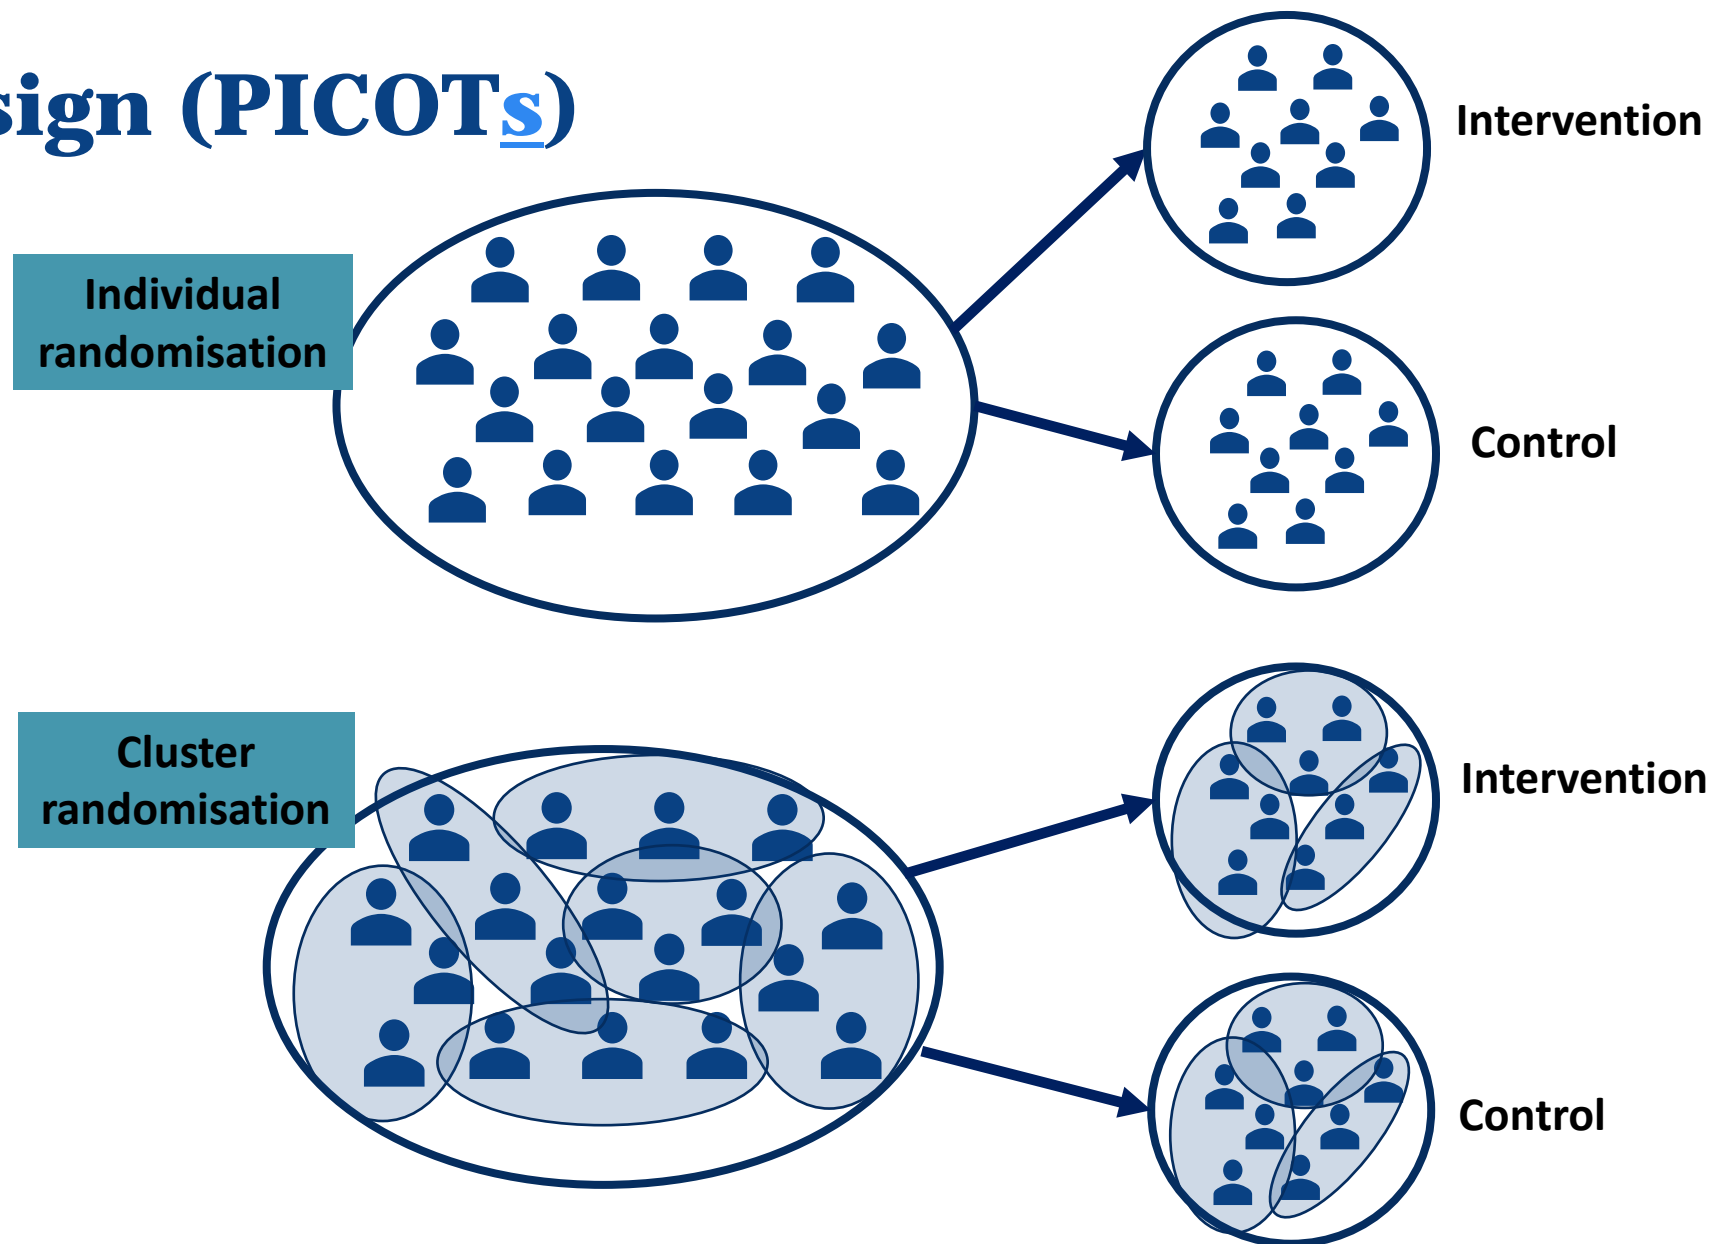 sign (PICOTs)
Intervention
Individual
randomisation
Control
Cluster
randomisation
Intervention
Control